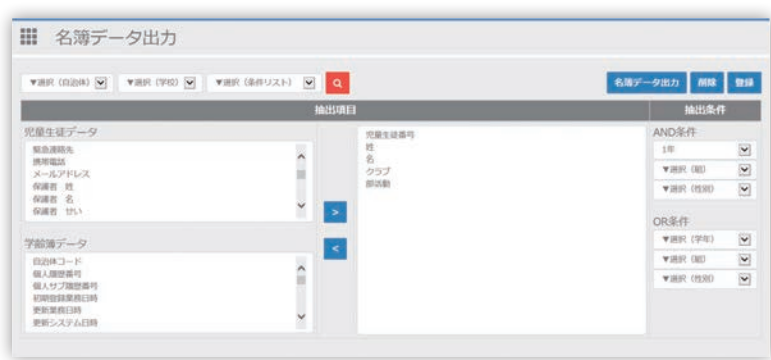 名簿データ出力
▼選択（自治体） ▼選択（学校） ▼選択（条件リスト） 名簿データ出力 削除 登録
抽出項目 抽出条件
児童生徒データ
緊急連絡先
携帯電話
メールアドレス
保護者 姓
保護者 名
保護者 せい
学齢簿データ
自治体コード
個人履歴番号
個人サブ履歴番号
初期登録業務日時
更新業務日時
更新システム日時
>
<
児童生徒番号
姓
名
クラブ
部活動
AND条件
1年
▼選択（組）
▼選択（性別）
OR条件
▼選択（学年）
▼選択（組）
▼選択（性別）